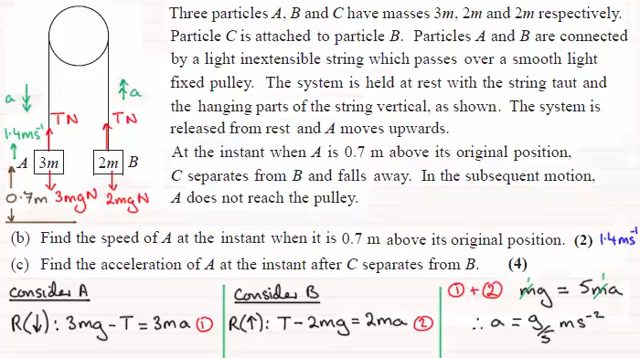 Three particles A, B and C have masses 3m, 2m and 2m respectively.
Particle C is attached to particle B. Particles A and B are connected
by a light inextensible string which passes over a smooth light
fixed pulley. The system is held at rest with the string taut and
the hanging parts of the string vertical, as shown. The system is
released from rest and A moves upwards.
At the instant when A is 0.7 m above its original position,
C separates from B and falls away. In the subsequent motion,
A does not reach the pulley.
a
a
TN
TN
1.4ms⁻¹
A 3m
2m B
0.7m
3mgN
2mgN
(b) Find the speed of A at the instant when it is 0.7 m above its original position. (2) 1.4ms⁻¹
(c) Find the acceleration of A at the instant after C separates from B. (4)
consider A
R(↓): 3mg - T = 3ma ①
Consider B
R(↑): T - 2mg = 2ma ②
① + ② mg = 5ma
∴ a = g/5 ms⁻²